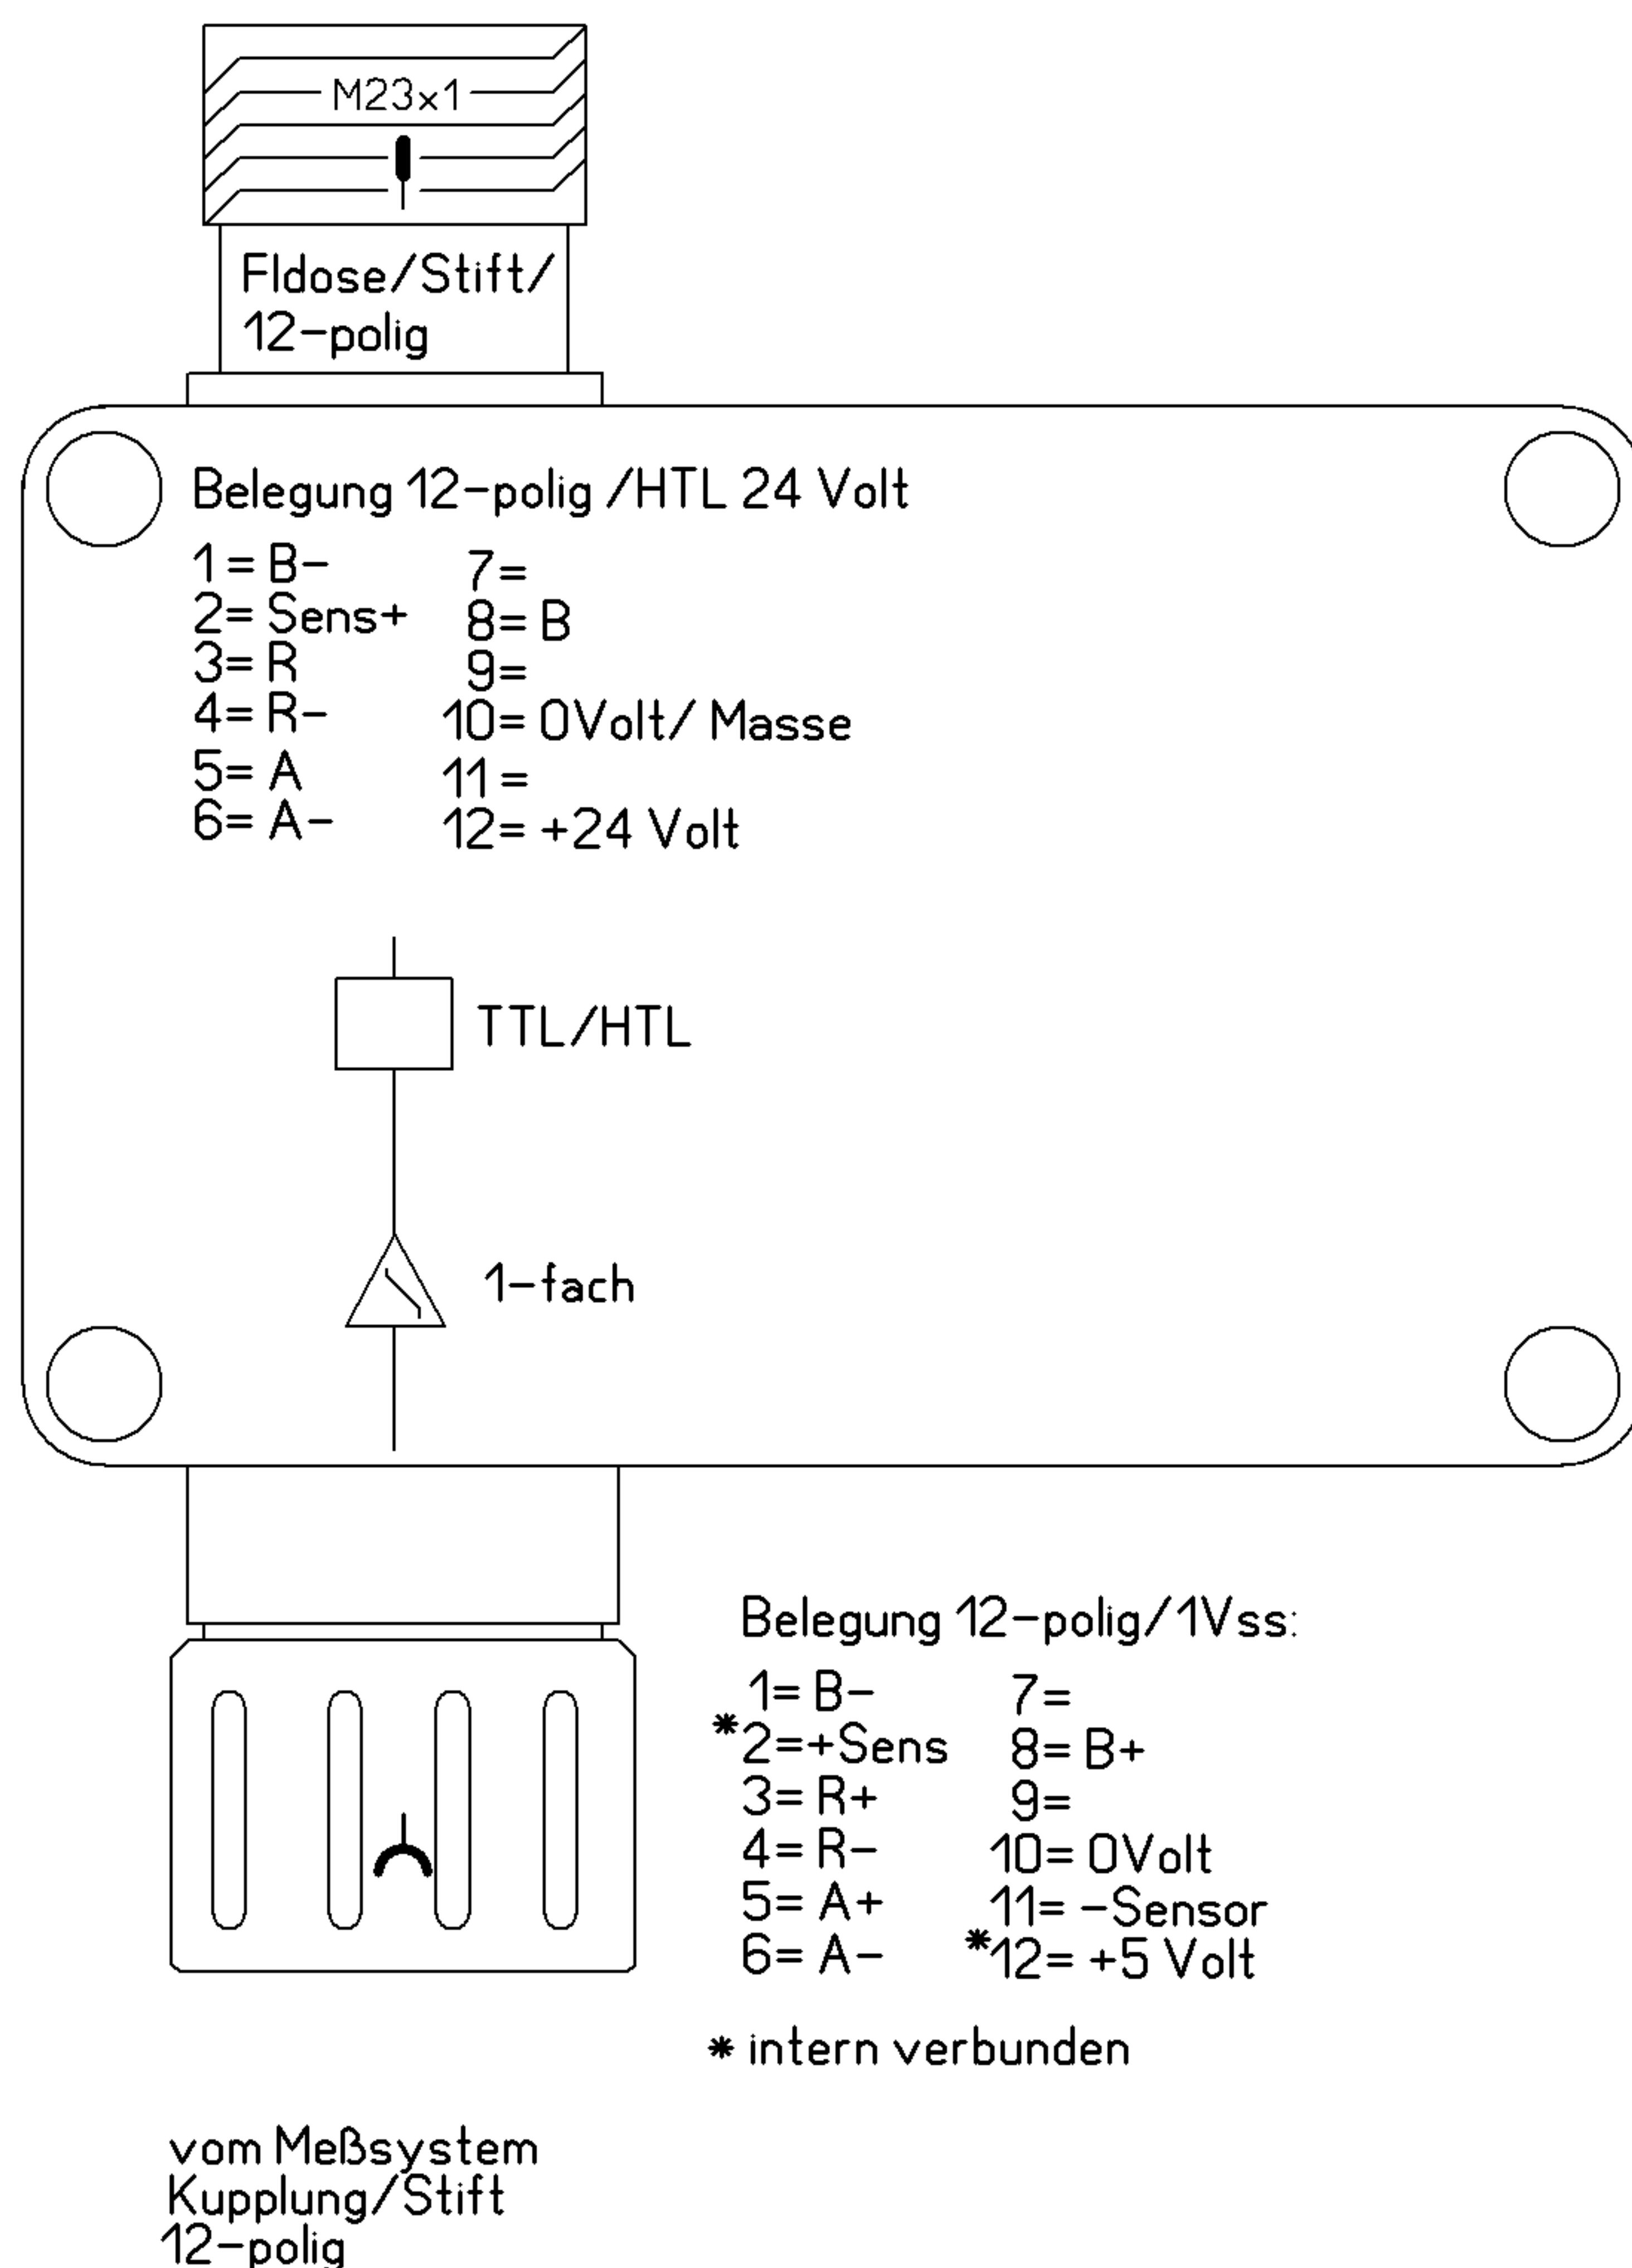 M23x1
Fldose/Stift/
12-polig
Belegung 12-polig /HTL 24 Volt
1= B-
2= Sens+
3= R
4= R-
5= A
6= A-
7=
8= B
9=
10= 0Volt/ Masse
11=
12= +24 Volt
TTL/HTL
1-fach
Belegung 12-polig/1Vss:
1= B-
*2=+Sens
3= R+
4= R-
5= A+
6= A-
7=
8= B+
9=
10= 0Volt
11= -Sensor
*12= +5 Volt
* intern verbunden
vom Meßsystem
Kupplung/Stift
12-polig